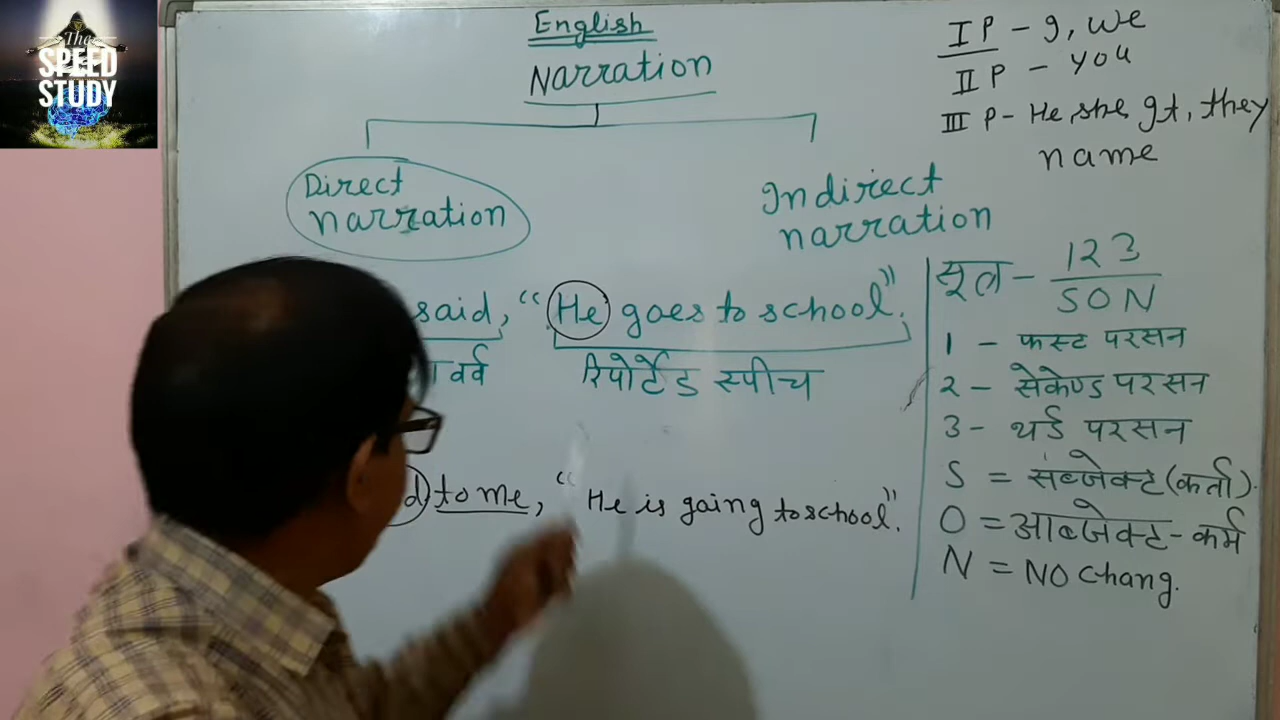 The
SPEED
STUDY
English
Narration
Direct
narration
Indirect
narration
said, “He goes to school”.
वर्व रिपोर्टेड स्पीच
to me, “He is going to school”.
I P - I, we
II P - You
III P - He, she It, they
name
सूत्र - 123
SON
1 - फस्ट परसन
2 - सेकेण्ड परसन
3 - थर्ड परसन
S = संब्जेक्ट (कर्ता).
O = आब्जेक्ट - कर्म
N = NO Chang.